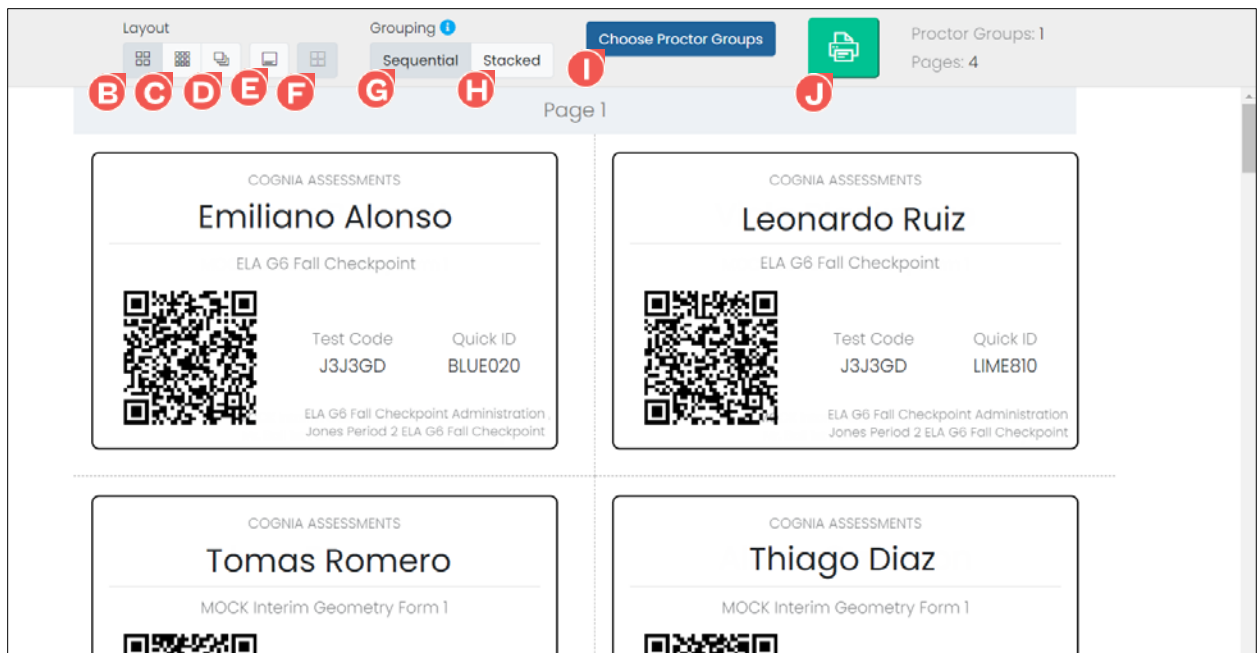 Layout
Grouping i
Choose Proctor Groups
Proctor Groups: 1
Sequential Stacked
Pages: 4
B C D E F G H I J
Page 1
COGNIA ASSESSMENTS
Emiliano Alonso
ELA G6 Fall Checkpoint
Test Code Quick ID
J3J3GD BLUE020
ELA G6 Fall Checkpoint Administration ,
Jones Period 2 ELA G6 Fall Checkpoint
COGNIA ASSESSMENTS
Leonardo Ruiz
ELA G6 Fall Checkpoint
Test Code Quick ID
J3J3GD LIME810
ELA G6 Fall Checkpoint Administration
Jones Period 2 ELA G6 Fall Checkpoint
COGNIA ASSESSMENTS
Tomas Romero
MOCK Interim Geometry Form 1
COGNIA ASSESSMENTS
Thiago Diaz
MOCK Interim Geometry Form 1